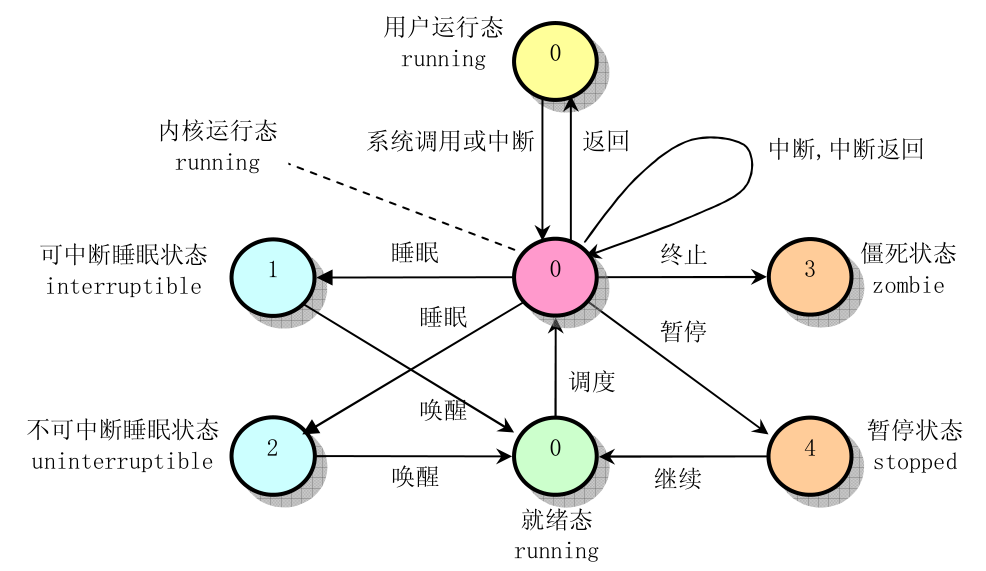 用户运行态
running
0
内核运行态
running
系统调用或中断
返回
中断,中断返回
可中断睡眠状态
interruptible
1
睡眠
0
终止
3
僵死状态
zombie
睡眠
暂停
调度
唤醒
不可中断睡眠状态
uninterruptible
2
唤醒
0
继续
4
暂停状态
stopped
就绪态
running